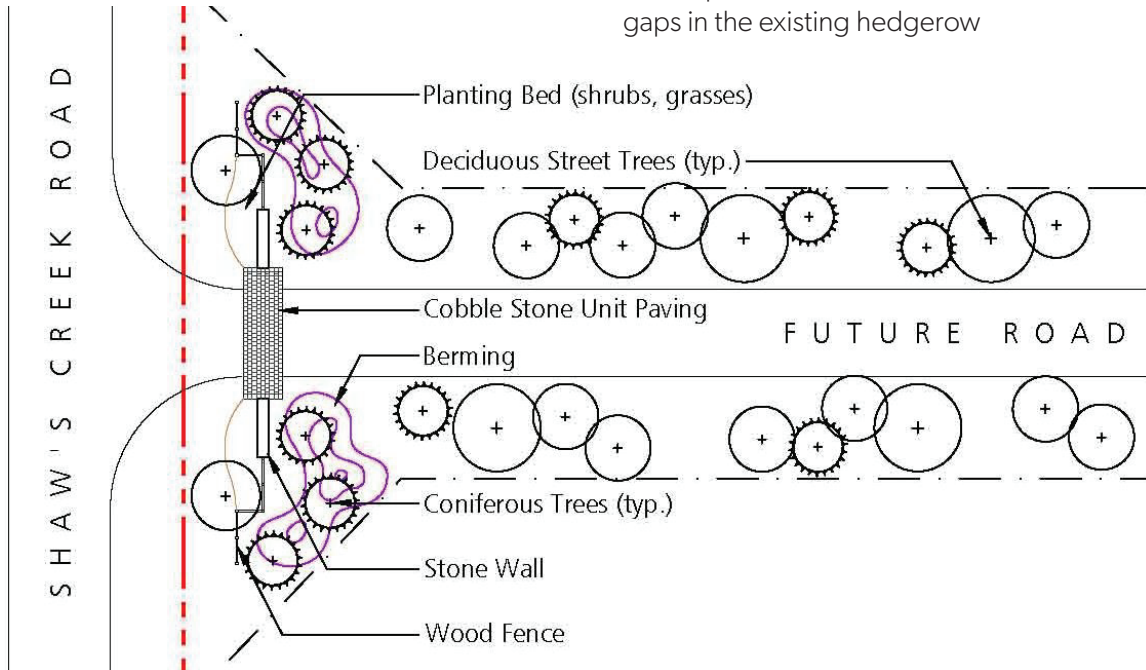 gaps in the existing hedgerow
Planting Bed (shrubs, grasses)
Deciduous Street Trees (typ.)
SHAW'S CREEK ROAD
Cobble Stone Unit Paving
FUTURE ROAD
Berming
Coniferous Trees (typ.)
Stone Wall
Wood Fence